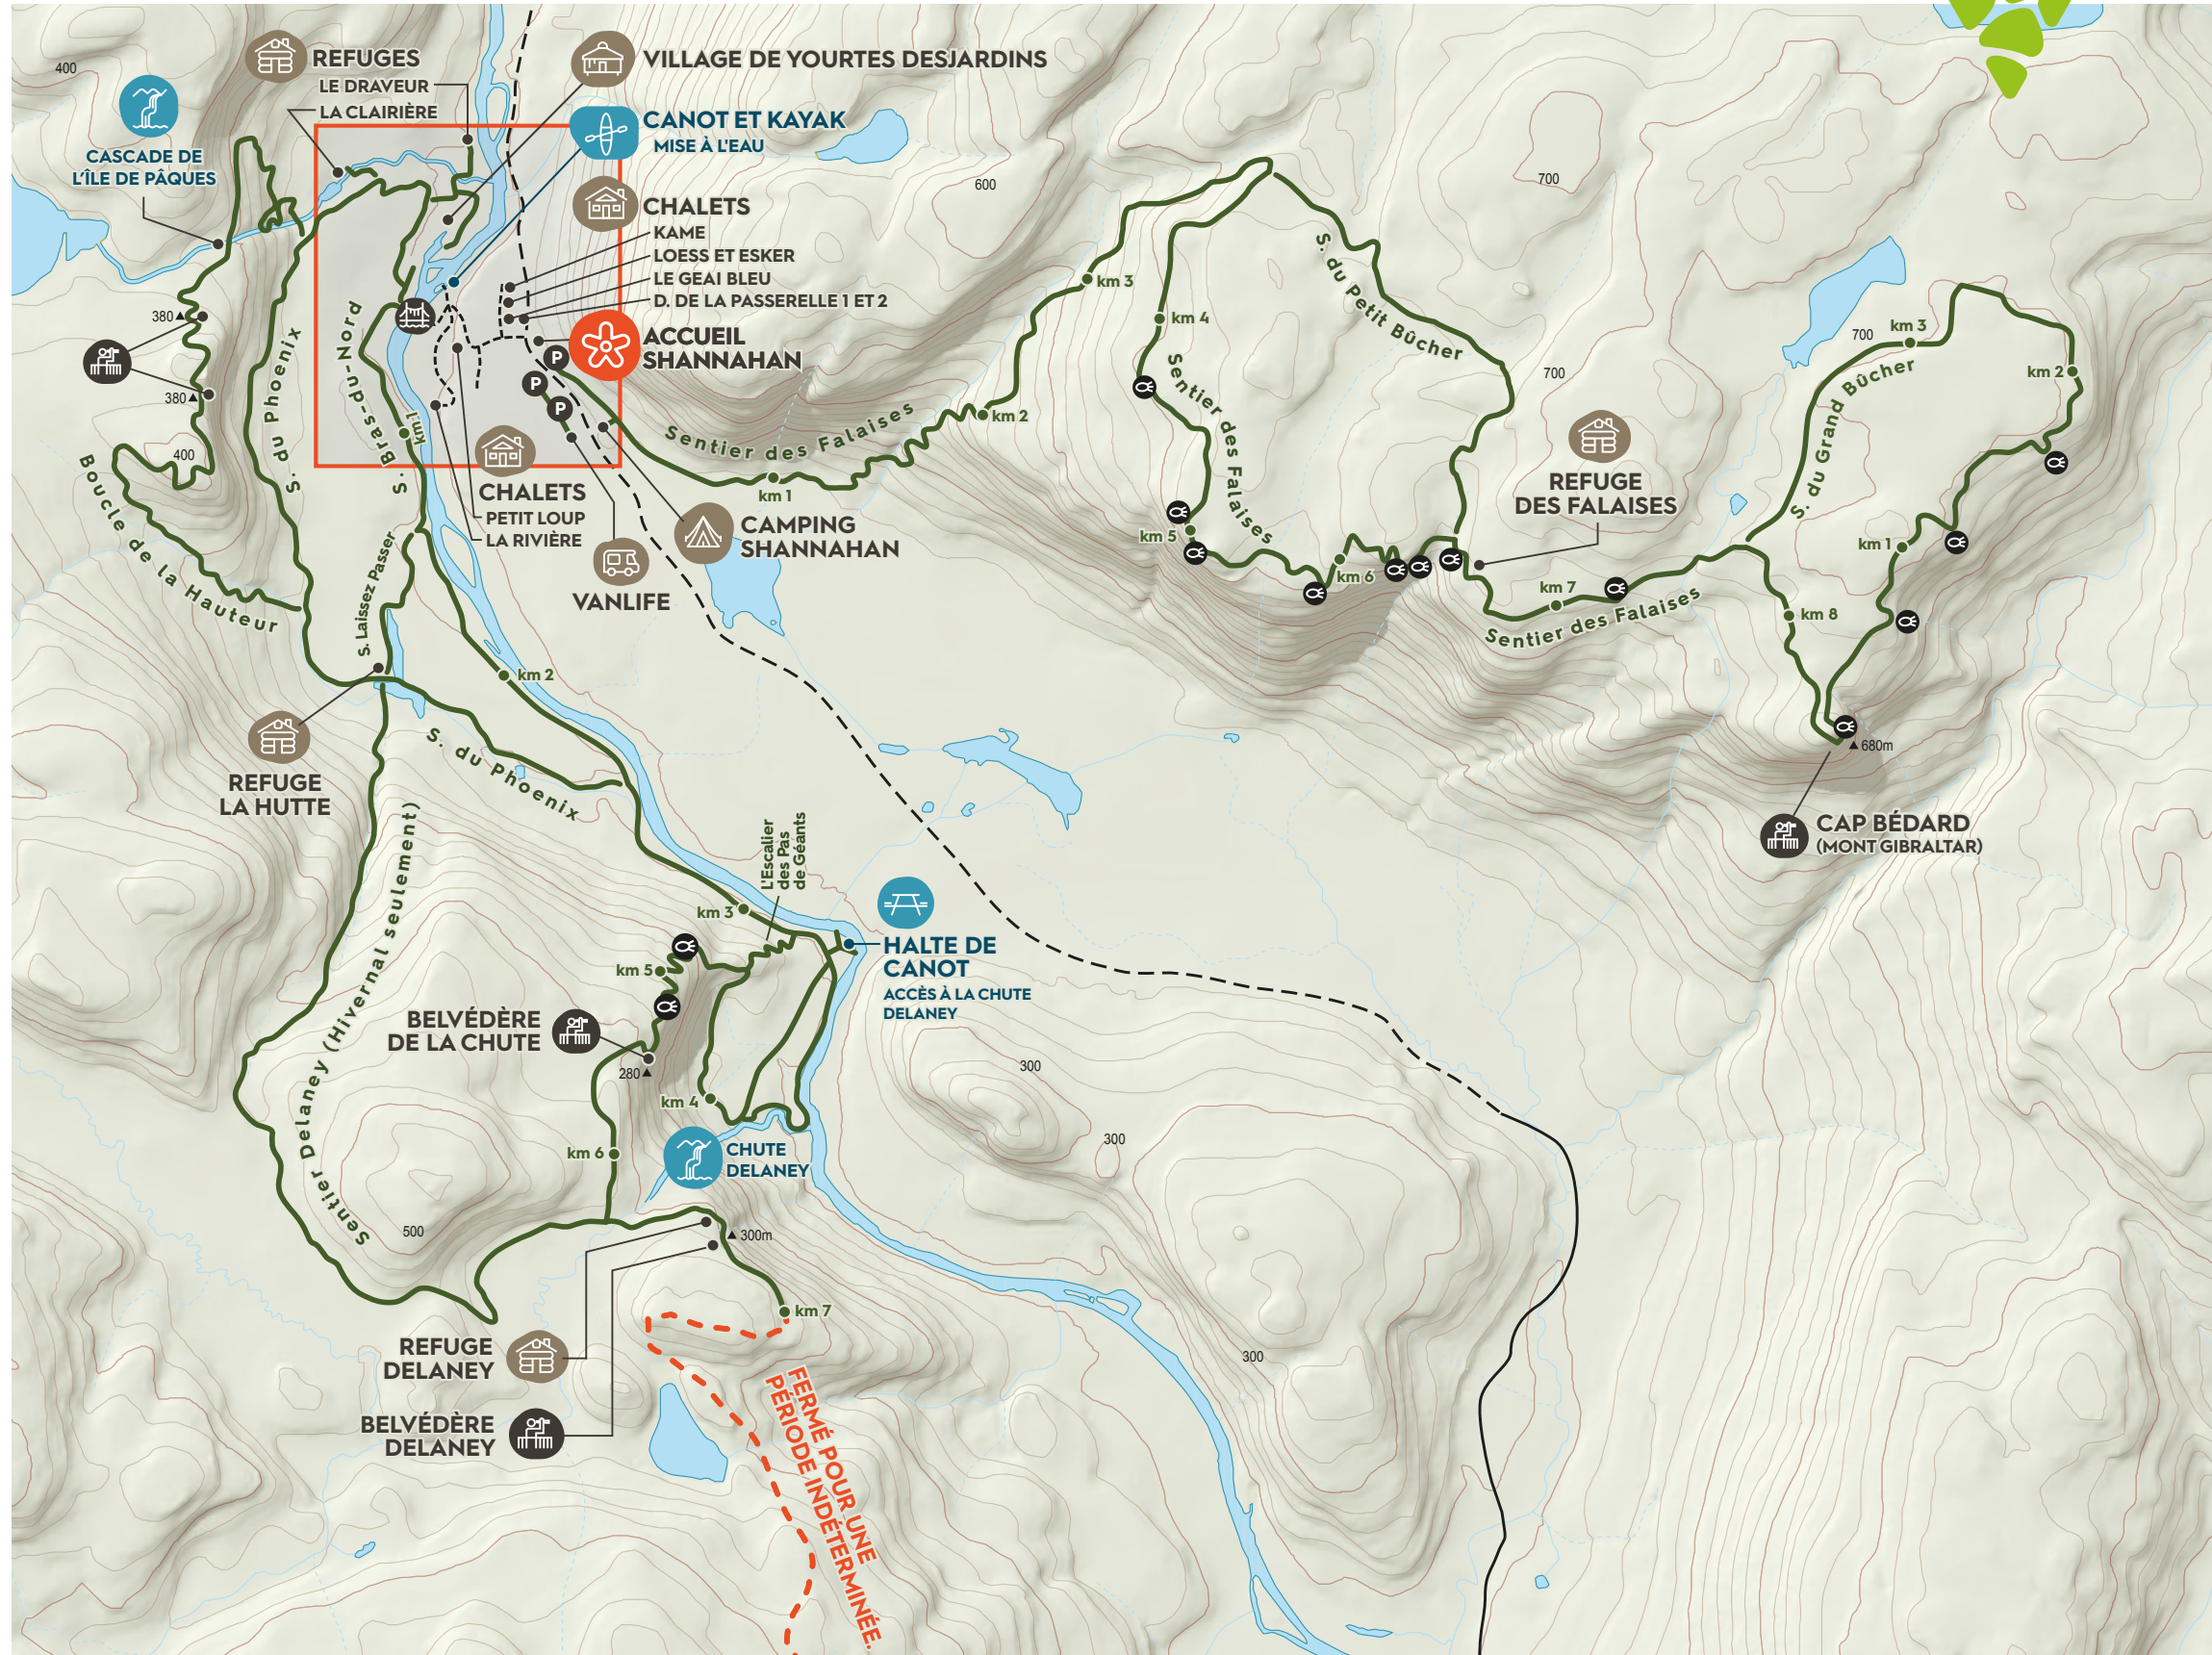 400
REFUGES
LE DRAVEUR
LA CLAIRIÈRE
VILLAGE DE YOURTES DESJARDINS
CANOT ET KAYAK
MISE À L'EAU
CASCADE DE
L'ÎLE DE PÂQUES
CHALETS
KAME
LOESS ET ESKER
LE GEAI BLEU
D. DE LA PASSERELLE 1 ET 2
ACCUEIL
SHANNAHAN
P
P
P
600
700
700
700
380
380
400
S. du Phoenix
S. Bras-du-Nord
km 1
Boucle de la Hauteur
S. Laissez Passer
CHALETS
PETIT LOUP
LA RIVIÈRE
VANLIFE
CAMPING
SHANNAHAN
Sentier des Falaises
km 1
km 2
km 3
km 4
Sentier des Falaises
km 5
km 6
S. du Petit Bûcher
REFUGE
DES FALAISES
km 7
Sentier des Falaises
km 8
S. du Grand Bûcher
km 3
km 2
km 1
680m
CAP BÉDARD
(MONT GIBRALTAR)
REFUGE
LA HUTTE
km 2
S. du Phoenix
Sentier Delaney (Hivernal seulement)
L'Escalier
des Pas
de Géants
km 3
HALTE DE
CANOT
ACCÈS À LA CHUTE
DELANEY
km 5
BELVÉDÈRE
DE LA CHUTE
280
km 4
km 6
CHUTE
DELANEY
300
300
300
500
300m
km 7
REFUGE
DELANEY
BELVÉDÈRE
DELANEY
FERMÉ POUR UNE
PÉRIODE INDÉTERMINÉE.